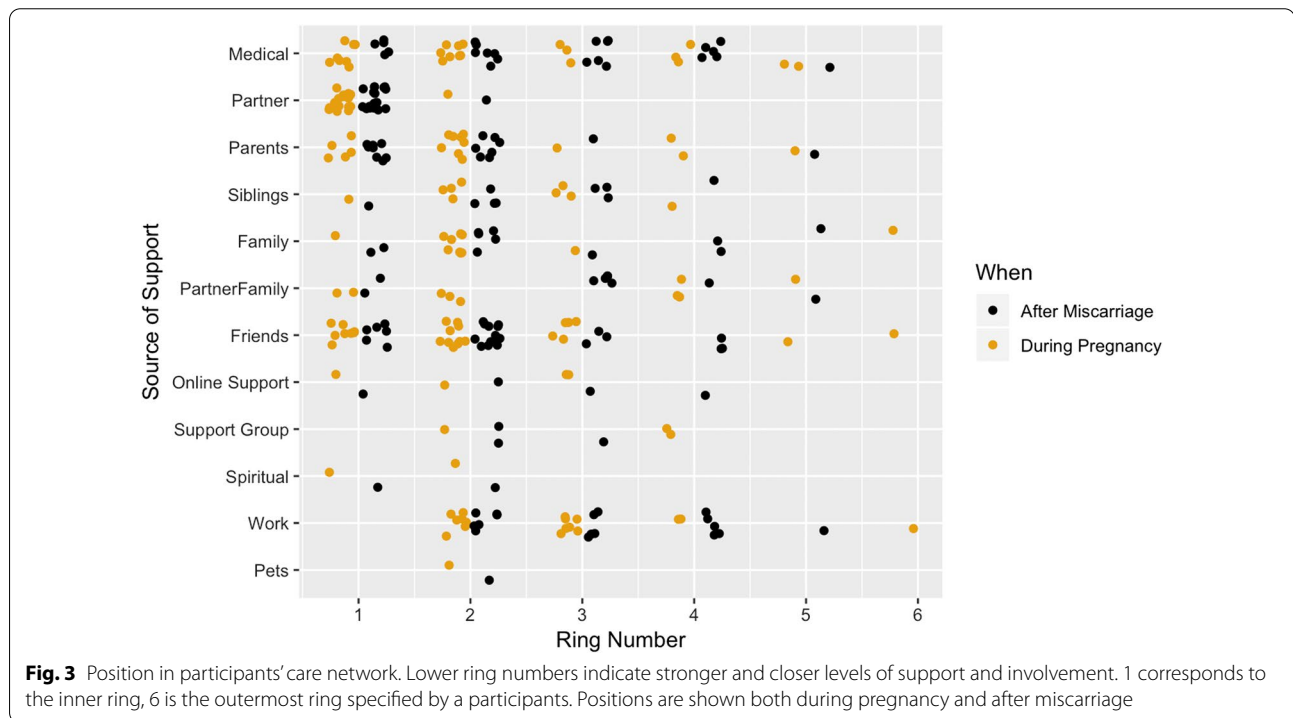 Source of Support
Medical
Partner
Parents
Siblings
Family
PartnerFamily
Friends
Online Support
Support Group
Spiritual
Work
Pets
1 2 3 4 5 6
Ring Number
When
After Miscarriage
During Pregnancy
Fig. 3 Position in participants' care network. Lower ring numbers indicate stronger and closer levels of support and involvement. 1 corresponds to
the inner ring, 6 is the outermost ring specified by a participants. Positions are shown both during pregnancy and after miscarriage